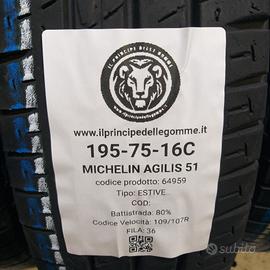 IL PRINCIPE DELLE GOMME
www.ilprincipedellegomme.it
195-75-16C
MICHELIN AGILIS 51
codice prodotto: 64959
Tipo: ESTIVE
COD:
Battistrada: 80%
Codice Velocità: 109/107R
FILA: 36
subito